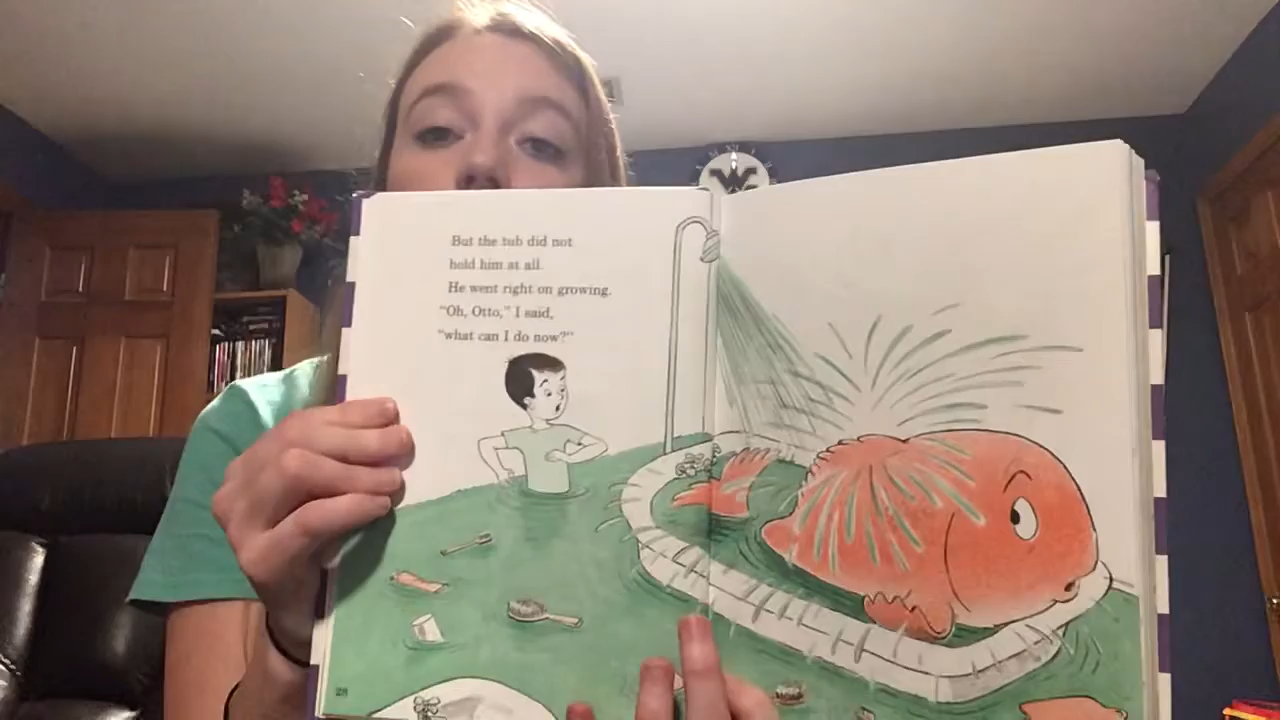 But the tub did not
hold him at all.
He went right on growing.
"Oh, Otto," I said,
"what can I do now?"
28